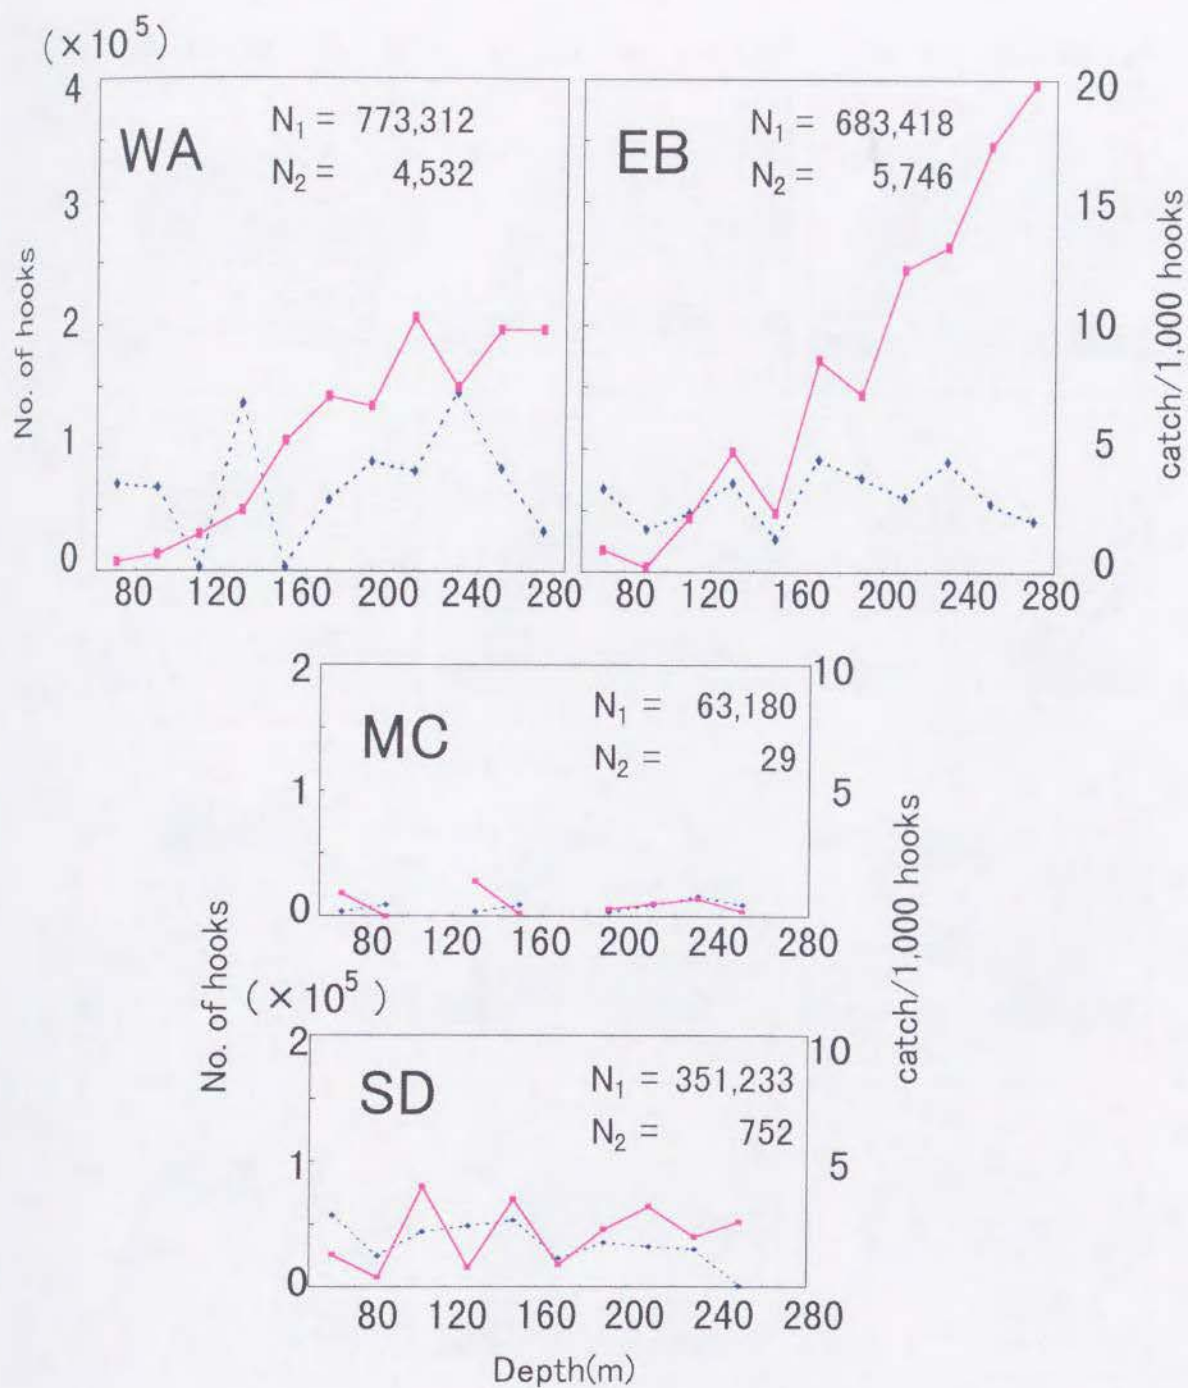 (×10⁵)
WA
N₁ = 773,312
N₂ = 4,532
EB
N₁ = 683,418
N₂ = 5,746
4
3
2
1
0
No. of hooks
20
15
10
5
0
catch/1,000 hooks
80 120 160 200 240 280
80 120 160 200 240 280
MC
N₁ = 63,180
N₂ = 29
2
1
0
10
5
80 120 160 200 240 280
No. of hooks (×10⁵)
catch/1,000 hooks
SD
N₁ = 351,233
N₂ = 752
2
1
0
10
5
80 120 160 200 240 280
Depth(m)